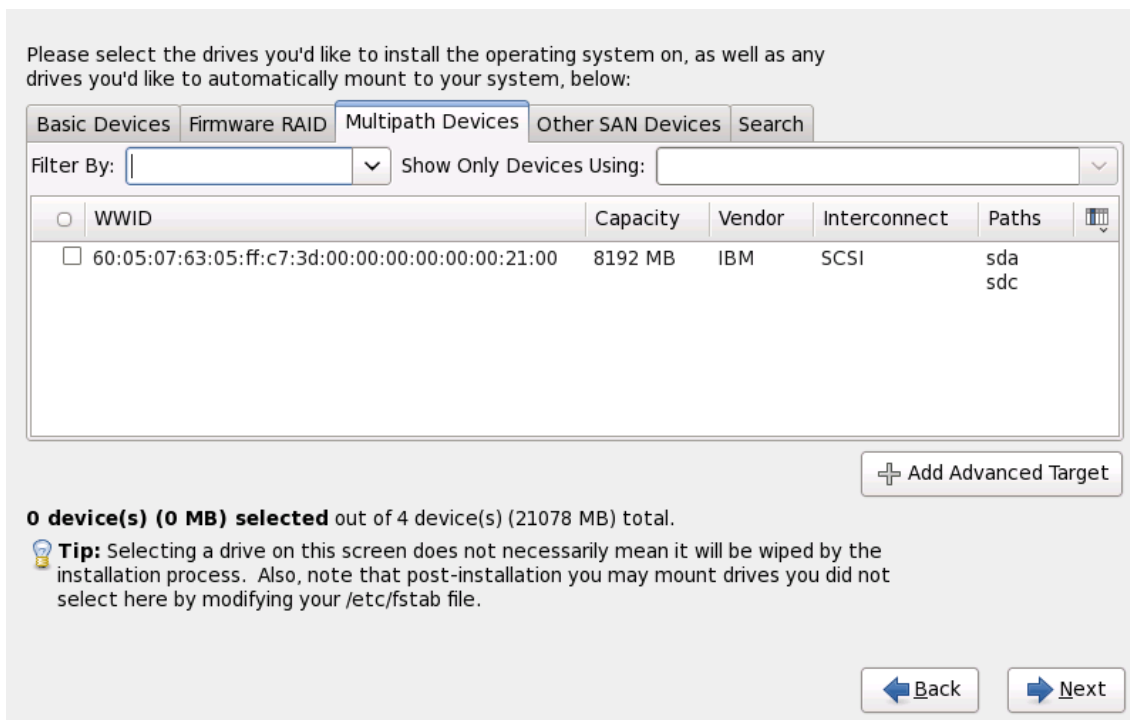 Please select the drives you'd like to install the operating system on, as well as any
drives you'd like to automatically mount to your system, below:
Basic Devices Firmware RAID Multipath Devices Other SAN Devices Search
Filter By: Show Only Devices Using:
WWID Capacity Vendor Interconnect Paths
60:05:07:63:05:ff:c7:3d:00:00:00:00:00:00:21:00 8192 MB IBM SCSI sda
sdc
Add Advanced Target
0 device(s) (0 MB) selected out of 4 device(s) (21078 MB) total.
Tip: Selecting a drive on this screen does not necessarily mean it will be wiped by the
installation process. Also, note that post-installation you may mount drives you did not
select here by modifying your /etc/fstab file.
Back Next